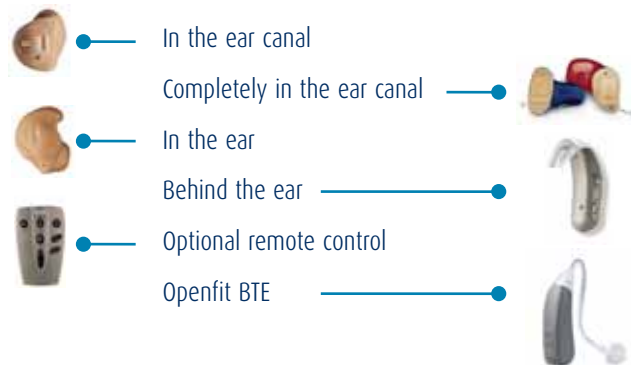 In the ear canal
Completely in the ear canal
In the ear
Behind the ear
Optional remote control
Openfit BTE